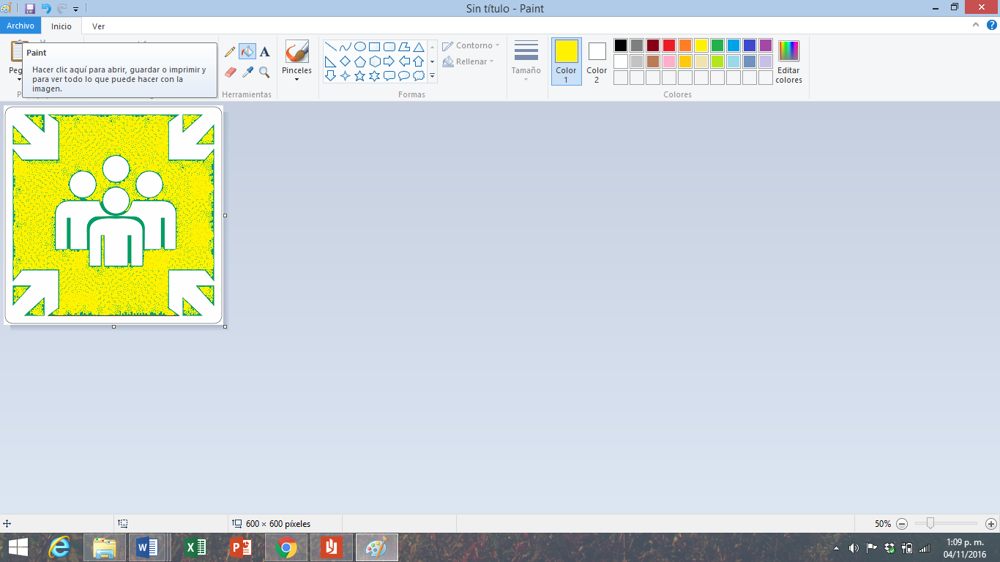 Sin título - Paint
Archivo
Inicio
Ver
Paint
Hacer clic aquí para abrir, guardar o imprimir y
para ver todo lo que puede hacer con la
imagen.
Peg
A
Herramientas
Pinceles
Contorno
Rellenar
Formas
Tamaño
Color
1
Color
2
Editar
colores
Colores
600 × 600 píxeles
50%
1:09 p. m.
04/11/2016